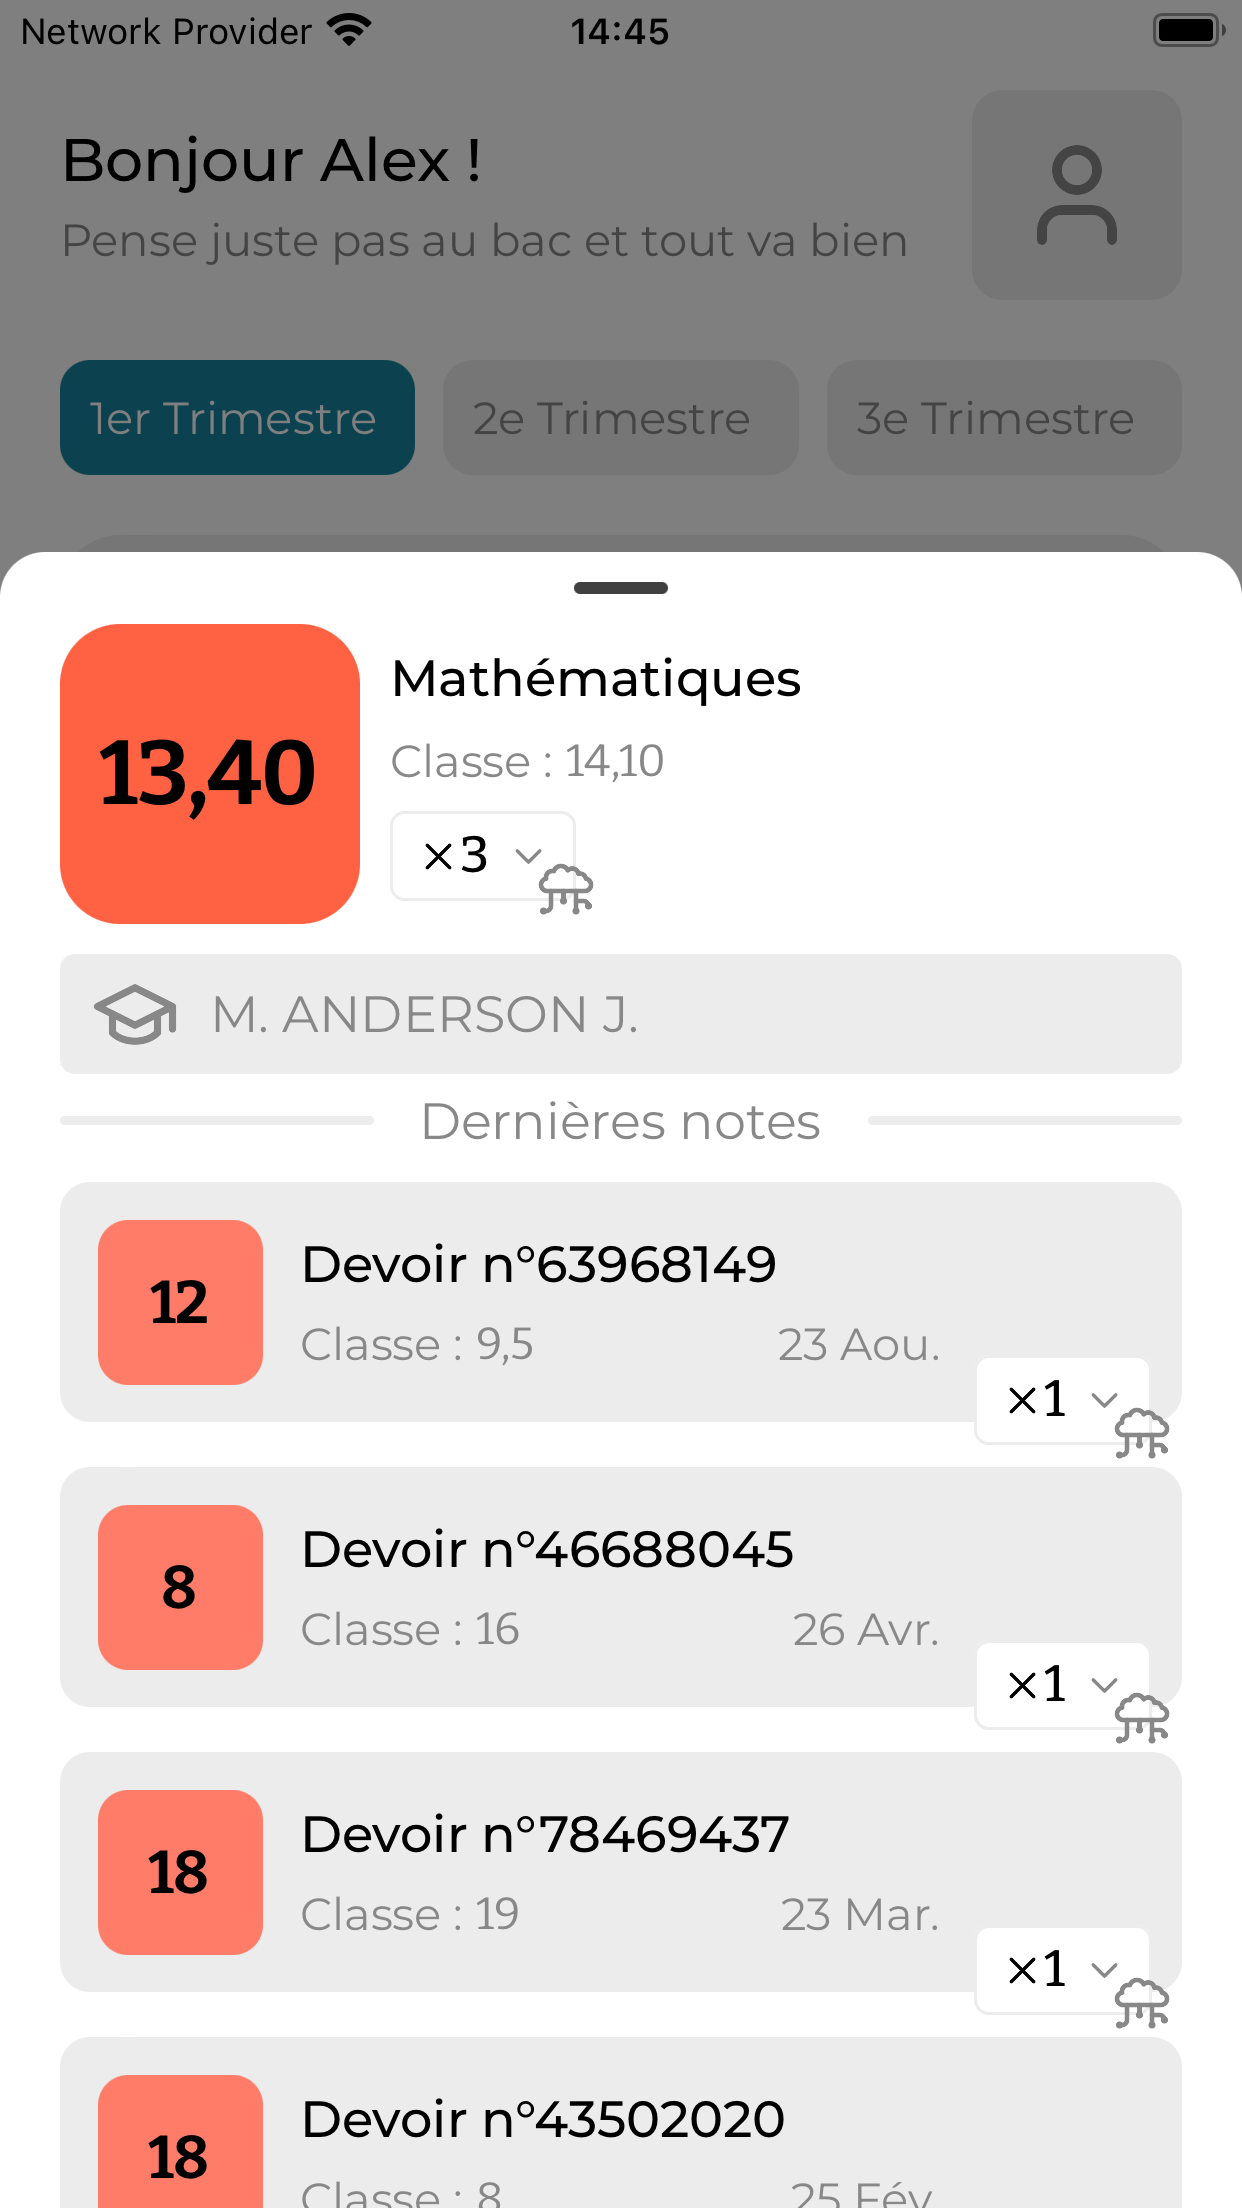 Network Provider 14:45
Bonjour Alex !
Pense juste pas au bac et tout va bien
1er Trimestre 2e Trimestre 3e Trimestre
13,40
Mathématiques
Classe : 14,10
×3
M. ANDERSON J.
Dernières notes
12
Devoir n°63968149
Classe : 9,5 23 Aou.
×1
8
Devoir n°46688045
Classe : 16 26 Avr.
×1
18
Devoir n°78469437
Classe : 19 23 Mar.
×1
18
Devoir n°43502020
Classe : 8 25 Fév.